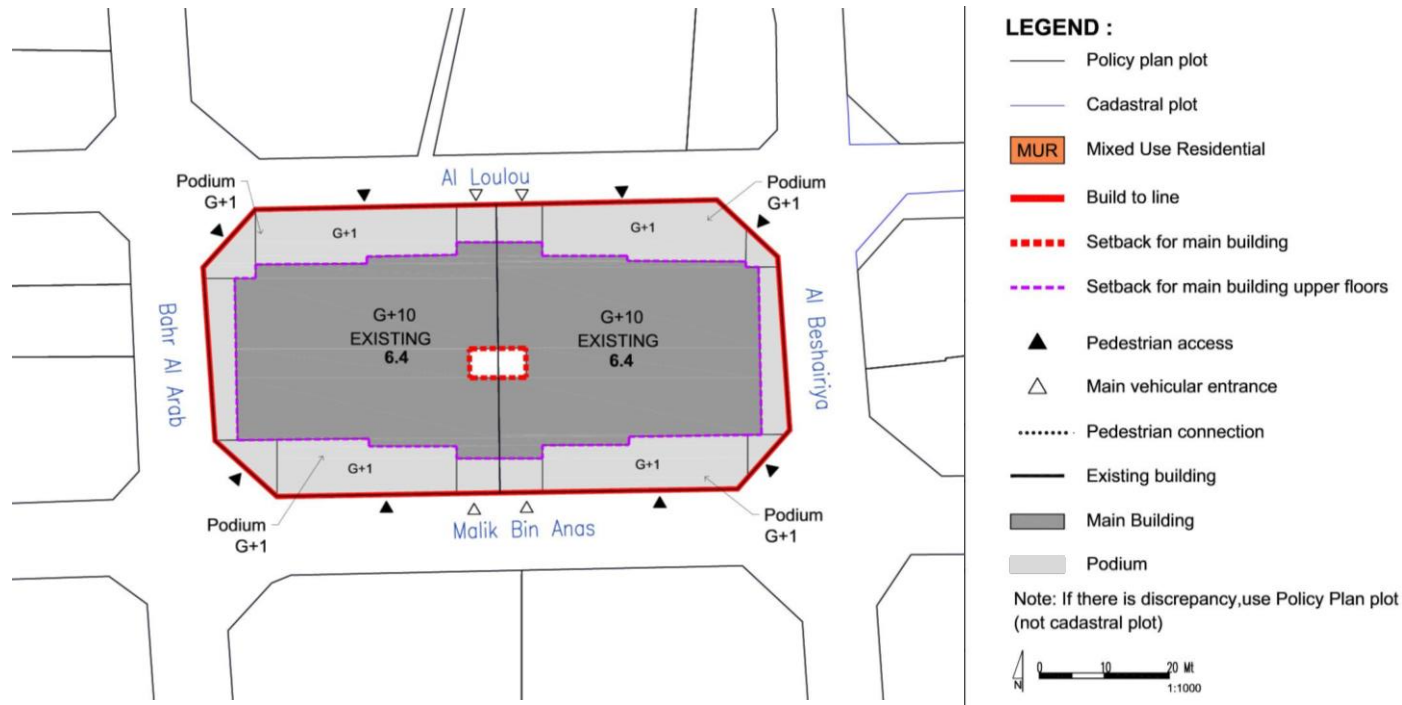 Al Loulou
Podium
G+1
Podium
G+1
G+1
G+1
G+10
EXISTING
6.4
G+10
EXISTING
6.4
Bahr Al Arab
Al Beshairiya
G+1
G+1
Podium
G+1
Podium
G+1
Malik Bin Anas
LEGEND :
Policy plan plot
Cadastral plot
MUR Mixed Use Residential
Build to line
Setback for main building
Setback for main building upper floors
Pedestrian access
Main vehicular entrance
Pedestrian connection
Existing building
Main Building
Podium
Note: If there is discrepancy,use Policy Plan plot
(not cadastral plot)
N
0 10 20 Mt
1:1000